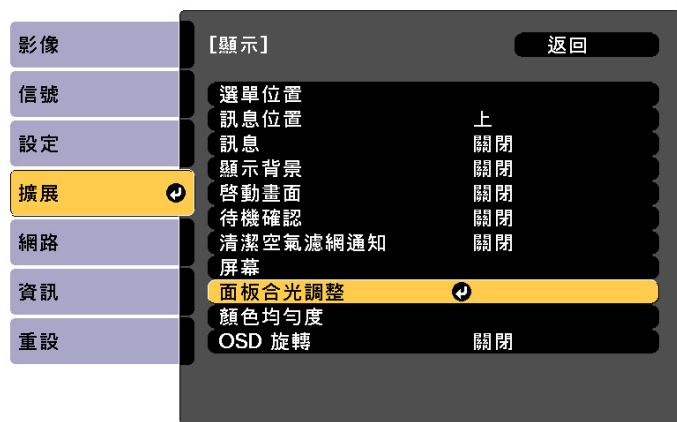 影像
信號
設定
擴展
網路
資訊
重設
[顯示]
返回
選單位置
訊息位置 上
訊息 關閉
顯示背景 關閉
啓動畫面 關閉
待機確認 關閉
清潔空氣濾網通知 關閉
屏幕
面板合光調整
顏色均勻度
OSD 旋轉 關閉